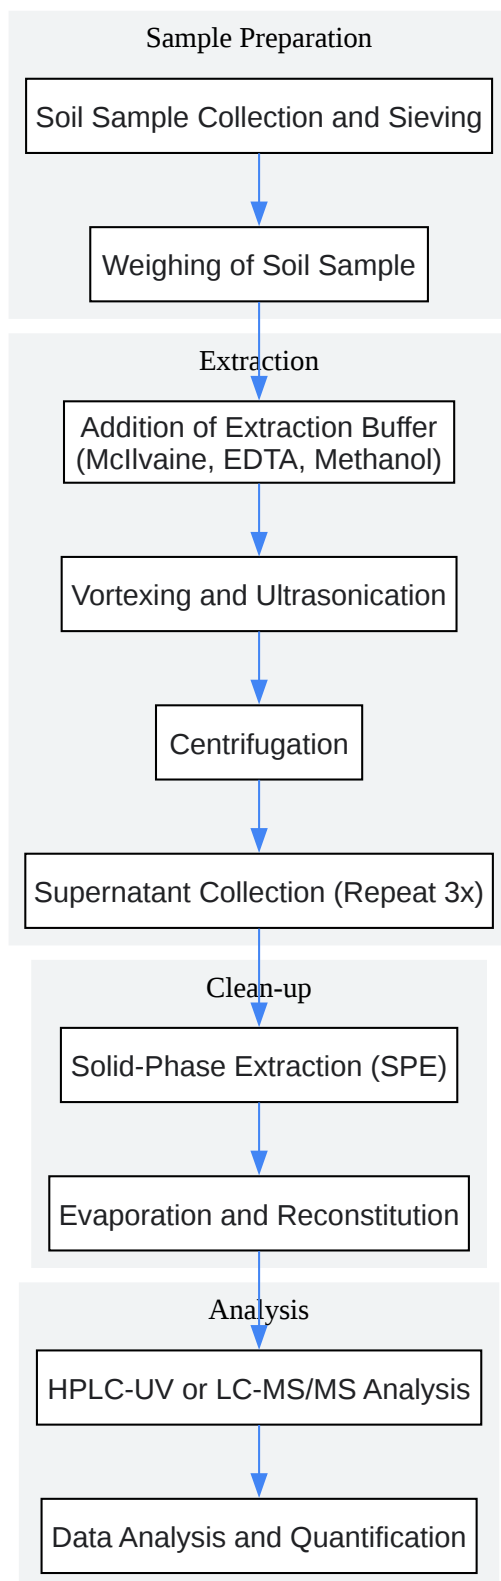 Sample Preparation
Soil Sample Collection and Sieving
Weighing of Soil Sample
Extraction
Addition of Extraction Buffer
(McIlvaine, EDTA, Methanol)
Vortexing and Ultrasonication
Centrifugation
Supernatant Collection (Repeat 3x)
Clean-up
Solid-Phase Extraction (SPE)
Evaporation and Reconstitution
Analysis
HPLC-UV or LC-MS/MS Analysis
Data Analysis and Quantification